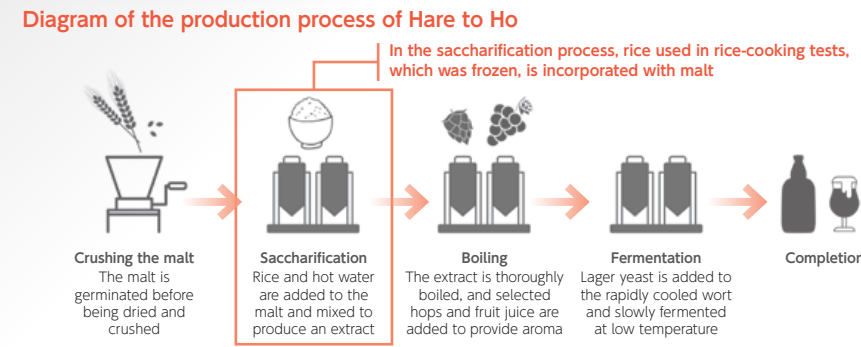 Diagram of the production process of Hare to Ho
In the saccharification process, rice used in rice-cooking tests,
which was frozen, is incorporated with malt
Crushing the malt
The malt is
germinated before
being dried and
crushed
Saccharification
Rice and hot water
are added to the
malt and mixed to
produce an extract
Boiling
The extract is thoroughly
boiled, and selected
hops and fruit juice are
added to provide aroma
Fermentation
Lager yeast is added to
the rapidly cooled wort
and slowly fermented
at low temperature
Completion